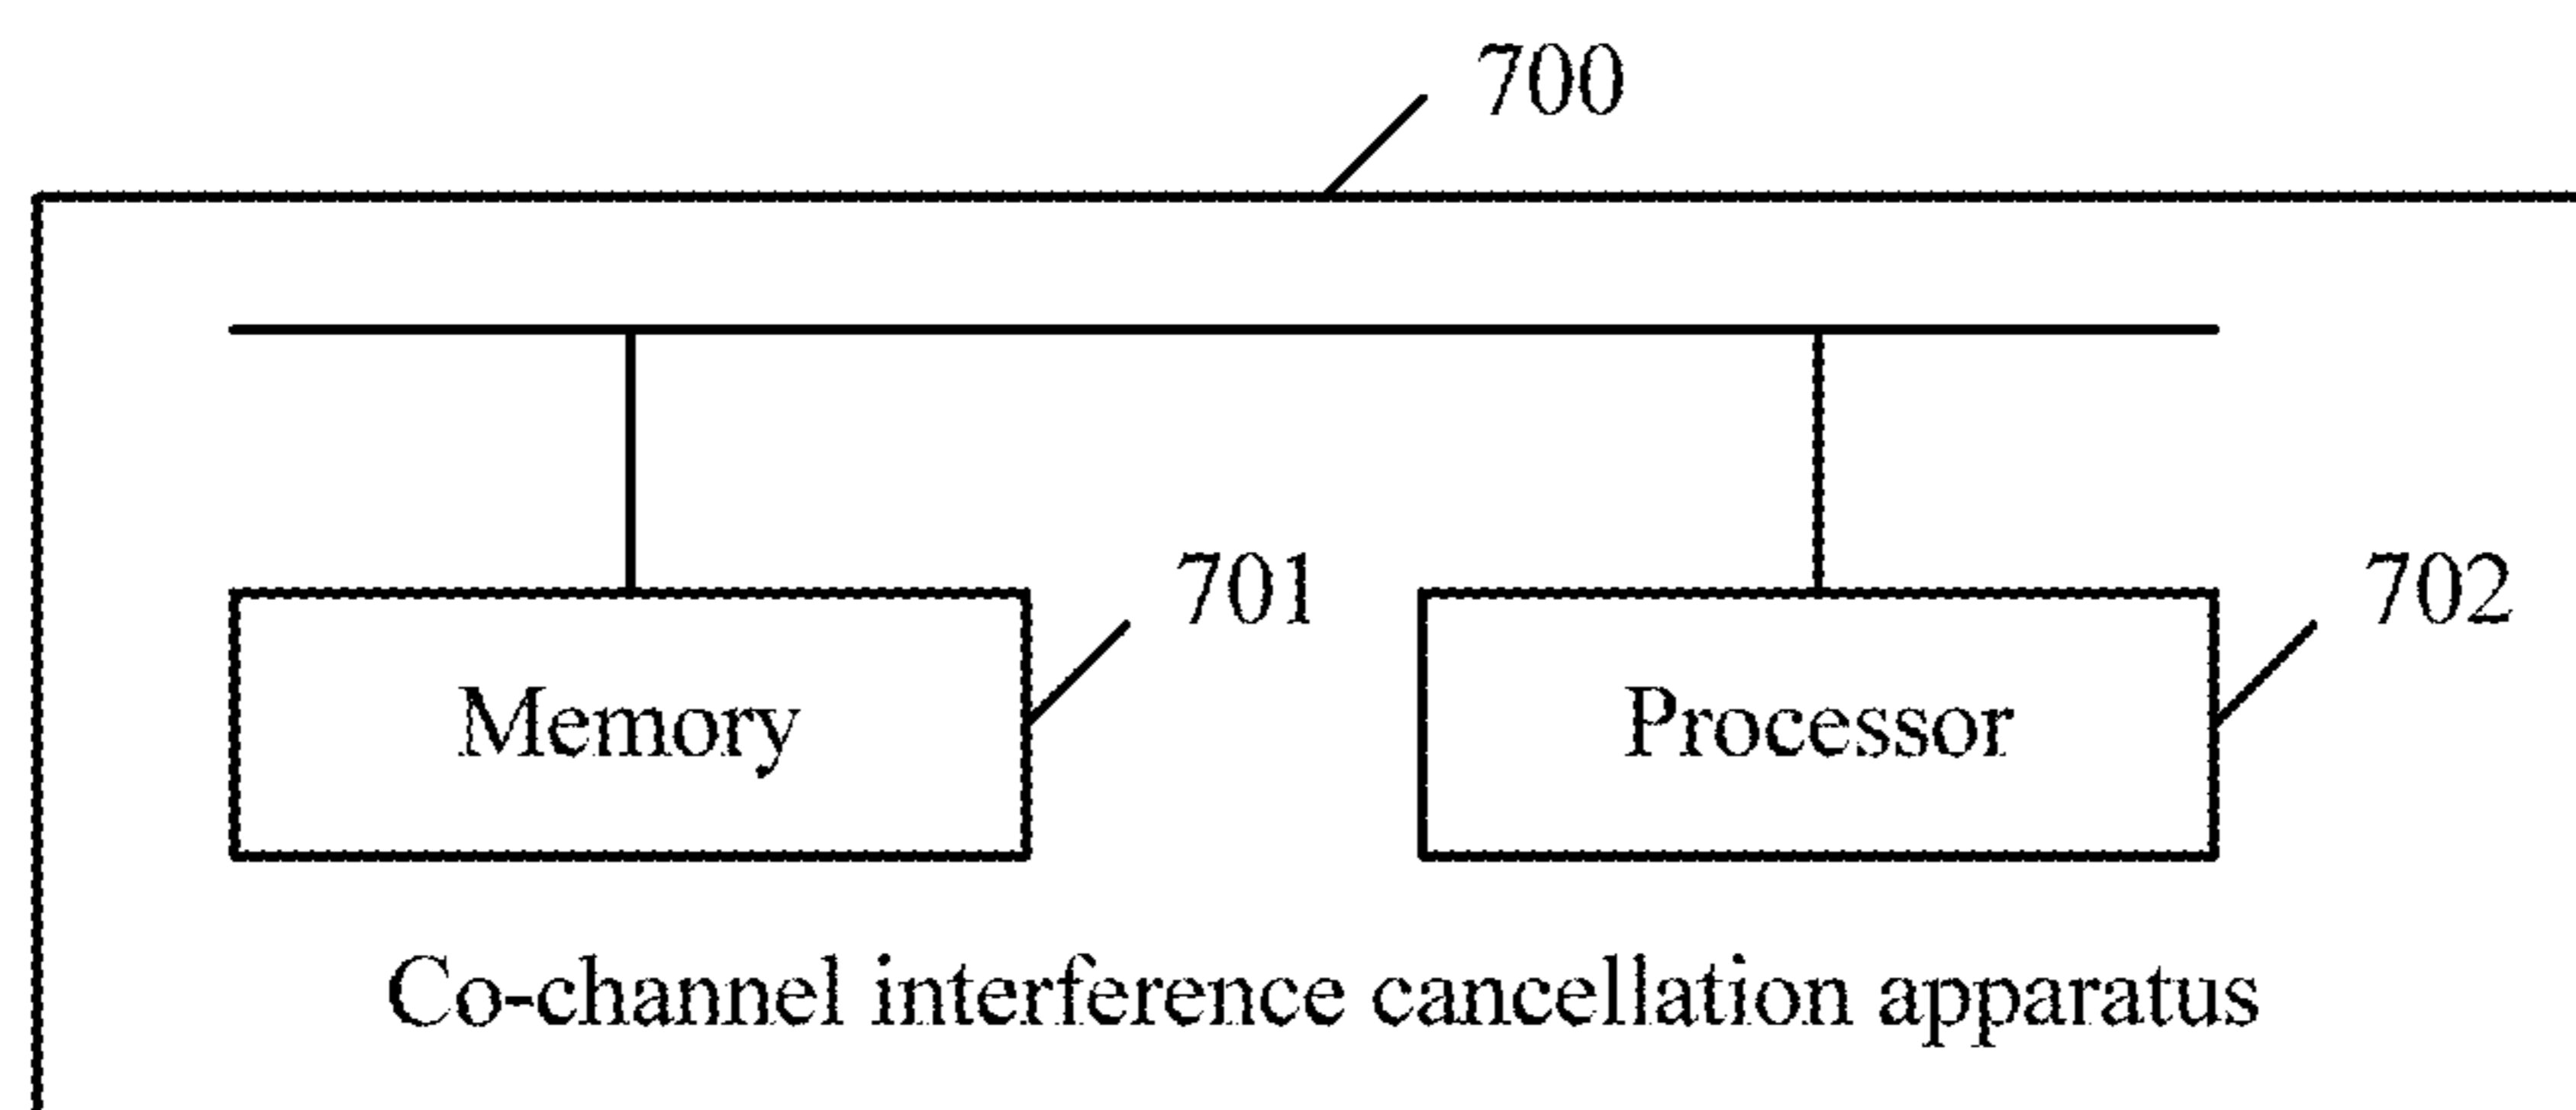 700
701
702
Memory
Processor
Co-channel interference cancellation apparatus